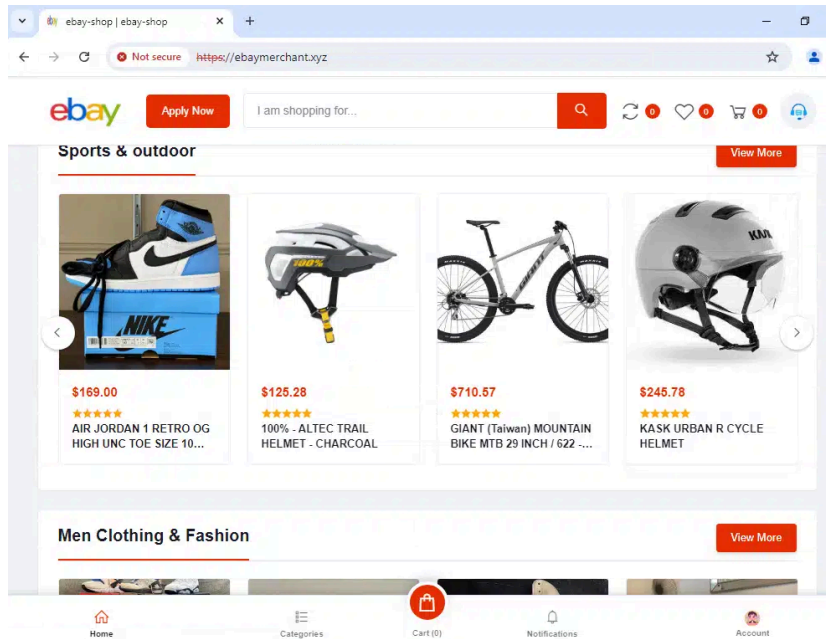 ebay-shop | ebay-shop
Not secure https://ebaymerchant.xyz
ebay
Apply Now
I am shopping for...
0
0
0
Sports & outdoor
View More
100%
GIANT
KASK
NIKE
$169.00
AIR JORDAN 1 RETRO OG
HIGH UNC TOE SIZE 10...
$125.28
100% - ALTEC TRAIL
HELMET - CHARCOAL
$710.57
GIANT (Taiwan) MOUNTAIN
BIKE MTB 29 INCH / 622 -...
$245.78
KASK URBAN R CYCLE
HELMET
Men Clothing & Fashion
View More
Home
Categories
Cart (0)
Notifications
Account